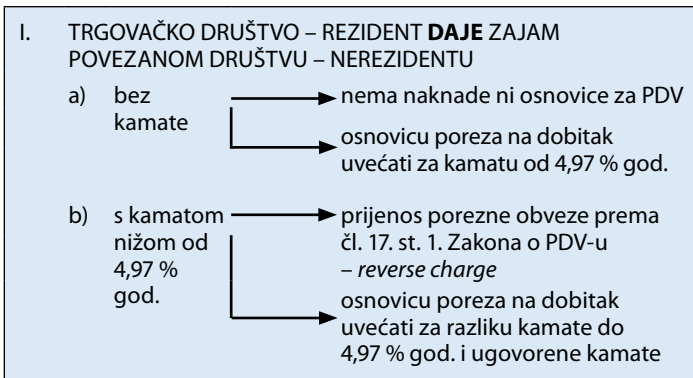 I. TRGOVAČKO DRUŠTVO – REZIDENT DAJE ZAJAM
POVEZANOM DRUŠTVU – NEREZIDENTU
a) bez
kamate
nema naknade ni osnovice za PDV
osnovicu poreza na dobitak
uvećati za kamatu od 4,97 % god.
b) s kamatom
nižom od
4,97 %
god.
prijenos porezne obveze prema
čl. 17. st. 1. Zakona o PDV-u
– reverse charge
osnovicu poreza na dobitak
uvećati za razliku kamate do
4,97 % god. i ugovorene kamate